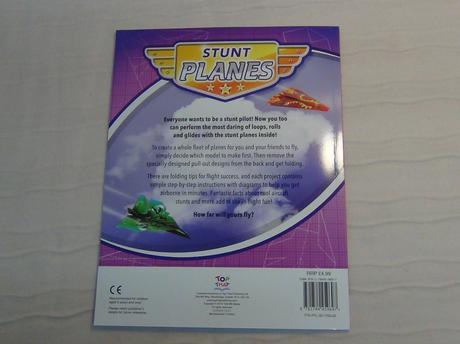 STUNT
PLANES
Everyone wants to be a stunt pilot! Now you too
can perform the most daring of loops, rolls
and glides with the stunt planes inside!
To create a whole fleet of planes for you and your friends to fly,
simply decide which model to make first. Then remove the
specially designed pull-out designs from the back and get folding.
There are folding tips for flight success, and each project contains
simple step-by-step instructions with diagrams to help you get
airborne in minutes. Fantastic facts about cool aircraft
stunts and more add to the in-flight fun!
How far will yours fly?
TOP
THAT
CE